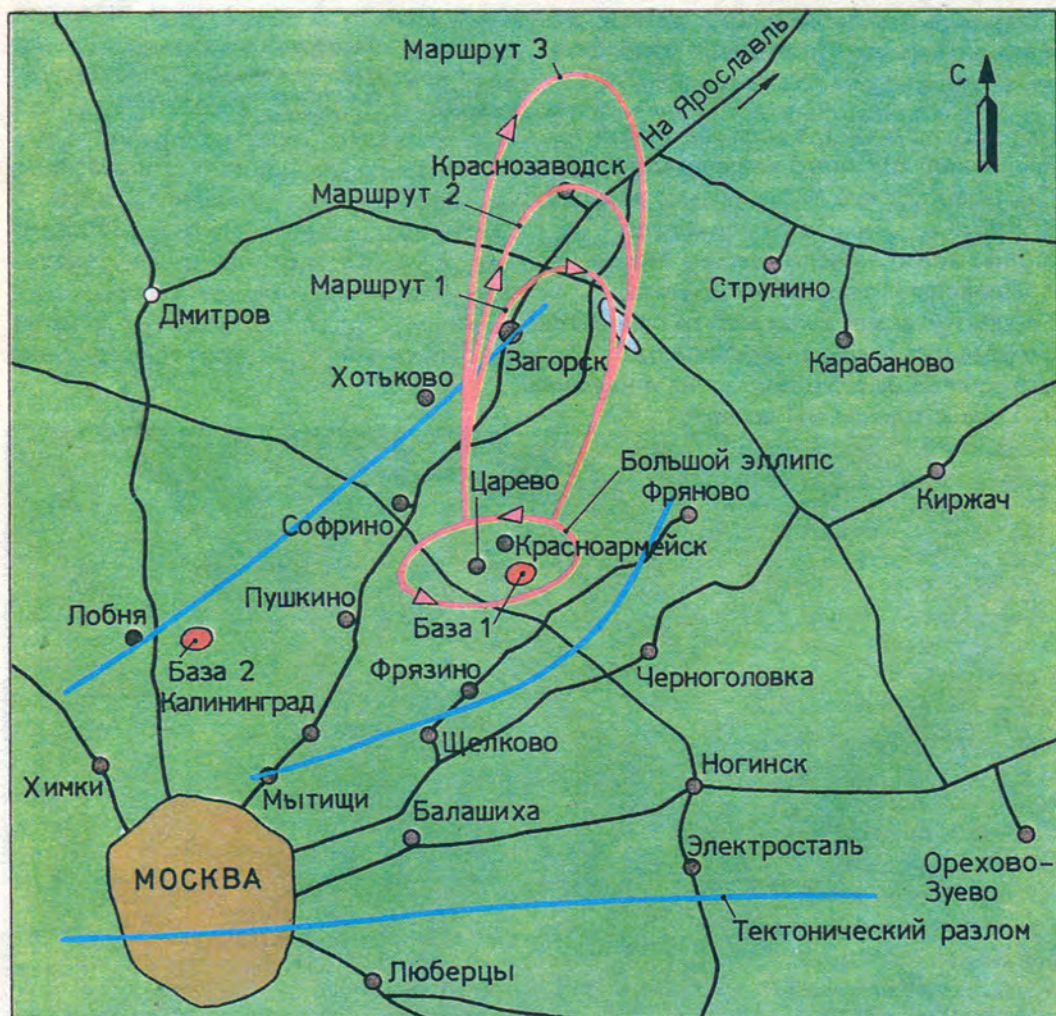 Маршрут 3
На Ярославль
С
Краснозаводск
Маршрут 2
Маршрут 1
Струнино
Дмитров
Загорск
Карабаново
Хотьково
Большой эллипс
Царево
Фряново
Киржач
Софрино
Красноармейск
Пушкино
Лобня
База 1
База 2
Фрязино
Черноголовка
Калининград
Щелково
Ногинск
Химки
Мытищи
Балашиха
Электросталь
МОСКВА
Орехово-
Зуево
Тектонический разлом
Люберцы